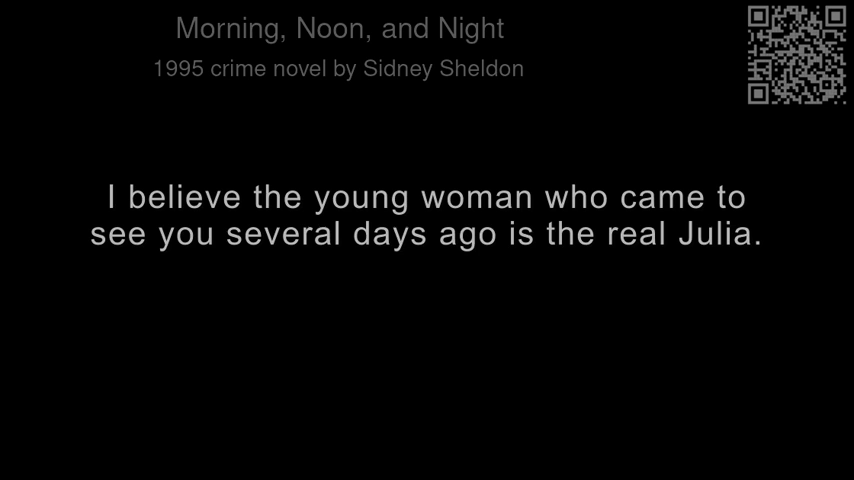 Morning, Noon, and Night
1995 crime novel by Sidney Sheldon
I believe the young woman who came to
see you several days ago is the real Julia.